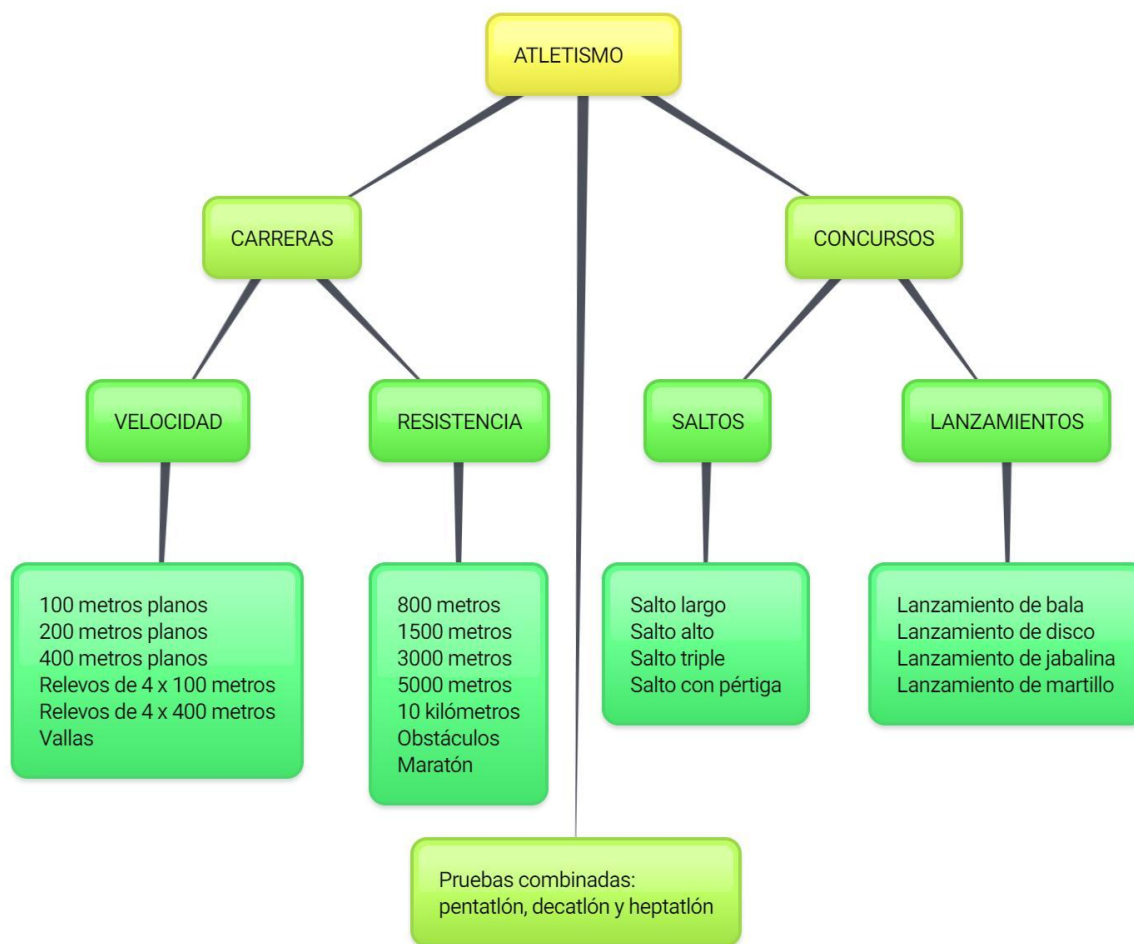 ATLETISMO
CARRERAS
CONCURSOS
VELOCIDAD
RESISTENCIA
SALTOS
LANZAMIENTOS
100 metros planos
200 metros planos
400 metros planos
Relevos de 4 x 100 metros
Relevos de 4 x 400 metros
Vallas
800 metros
1500 metros
3000 metros
5000 metros
10 kilómetros
Obstáculos
Maratón
Salto largo
Salto alto
Salto triple
Salto con pértiga
Lanzamiento de bala
Lanzamiento de disco
Lanzamiento de jabalina
Lanzamiento de martillo
Pruebas combinadas:
pentatlón, decatlón y heptatlón